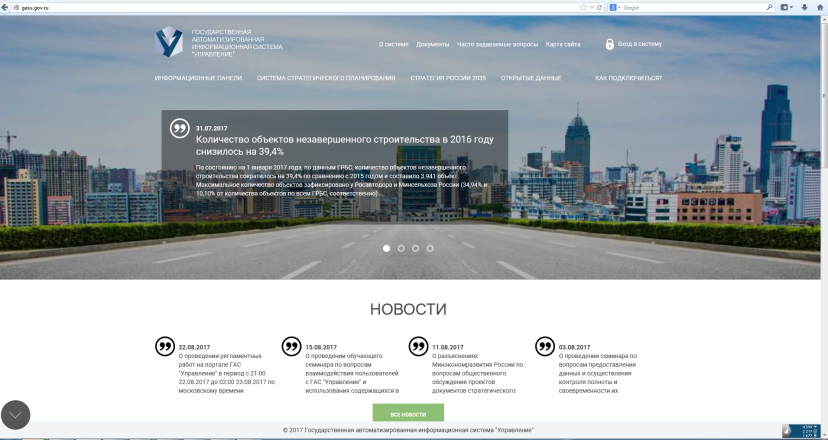 gasu.gov.ru
Google
ГОСУДАРСТВЕННАЯ
АВТОМАТИЗИРОВАННАЯ
ИНФОРМАЦИОННАЯ СИСТЕМА
"УПРАВЛЕНИЕ"
О системе Документы Часто задаваемые вопросы Карта сайта Вход в систему
ИНФОРМАЦИОННЫЕ ПАНЕЛИ СИСТЕМА СТРАТЕГИЧЕСКОГО ПЛАНИРОВАНИЯ СТРАТЕГИЯ РОССИИ 2035 ОТКРЫТЫЕ ДАННЫЕ КАК ПОДКЛЮЧИТЬСЯ?
31.07.2017
Количество объектов незавершенного строительства в 2016 году
снизилось на 39,4%
По состоянию на 1 января 2017 года, по данным ГРБС, количество объектов незавершенного
строительства сократилось на 39,4% по сравнению с 2015 годом и составило 3 941 объект.
Максимальное количество объектов зафиксировано у Росавтодора и Минсельхоза России (34,94% и
10,10% от количества объектов по всем ГРБС, соответственно)
НОВОСТИ
22.08.2017
О проведении регламентных
работ на портале ГАС
"Управление" в период с 21:00
22.08.2017 до 02:00 23.08.2017 по
московскому времени
15.08.2017
О проведении обучающего
семинара по вопросам
взаимодействия пользователей
с ГАС "Управление" и
использования содержащихся в
11.08.2017
О разъяснениях
Минэкономразвития России по
вопросам общественного
обсуждения проектов
документов стратегического
03.08.2017
О проведении семинара по
вопросам предоставления
данных и осуществления
контроля полноты и
своевременности их
ВСЕ НОВОСТИ
© 2017 Государственная автоматизированная информационная система "Управление"